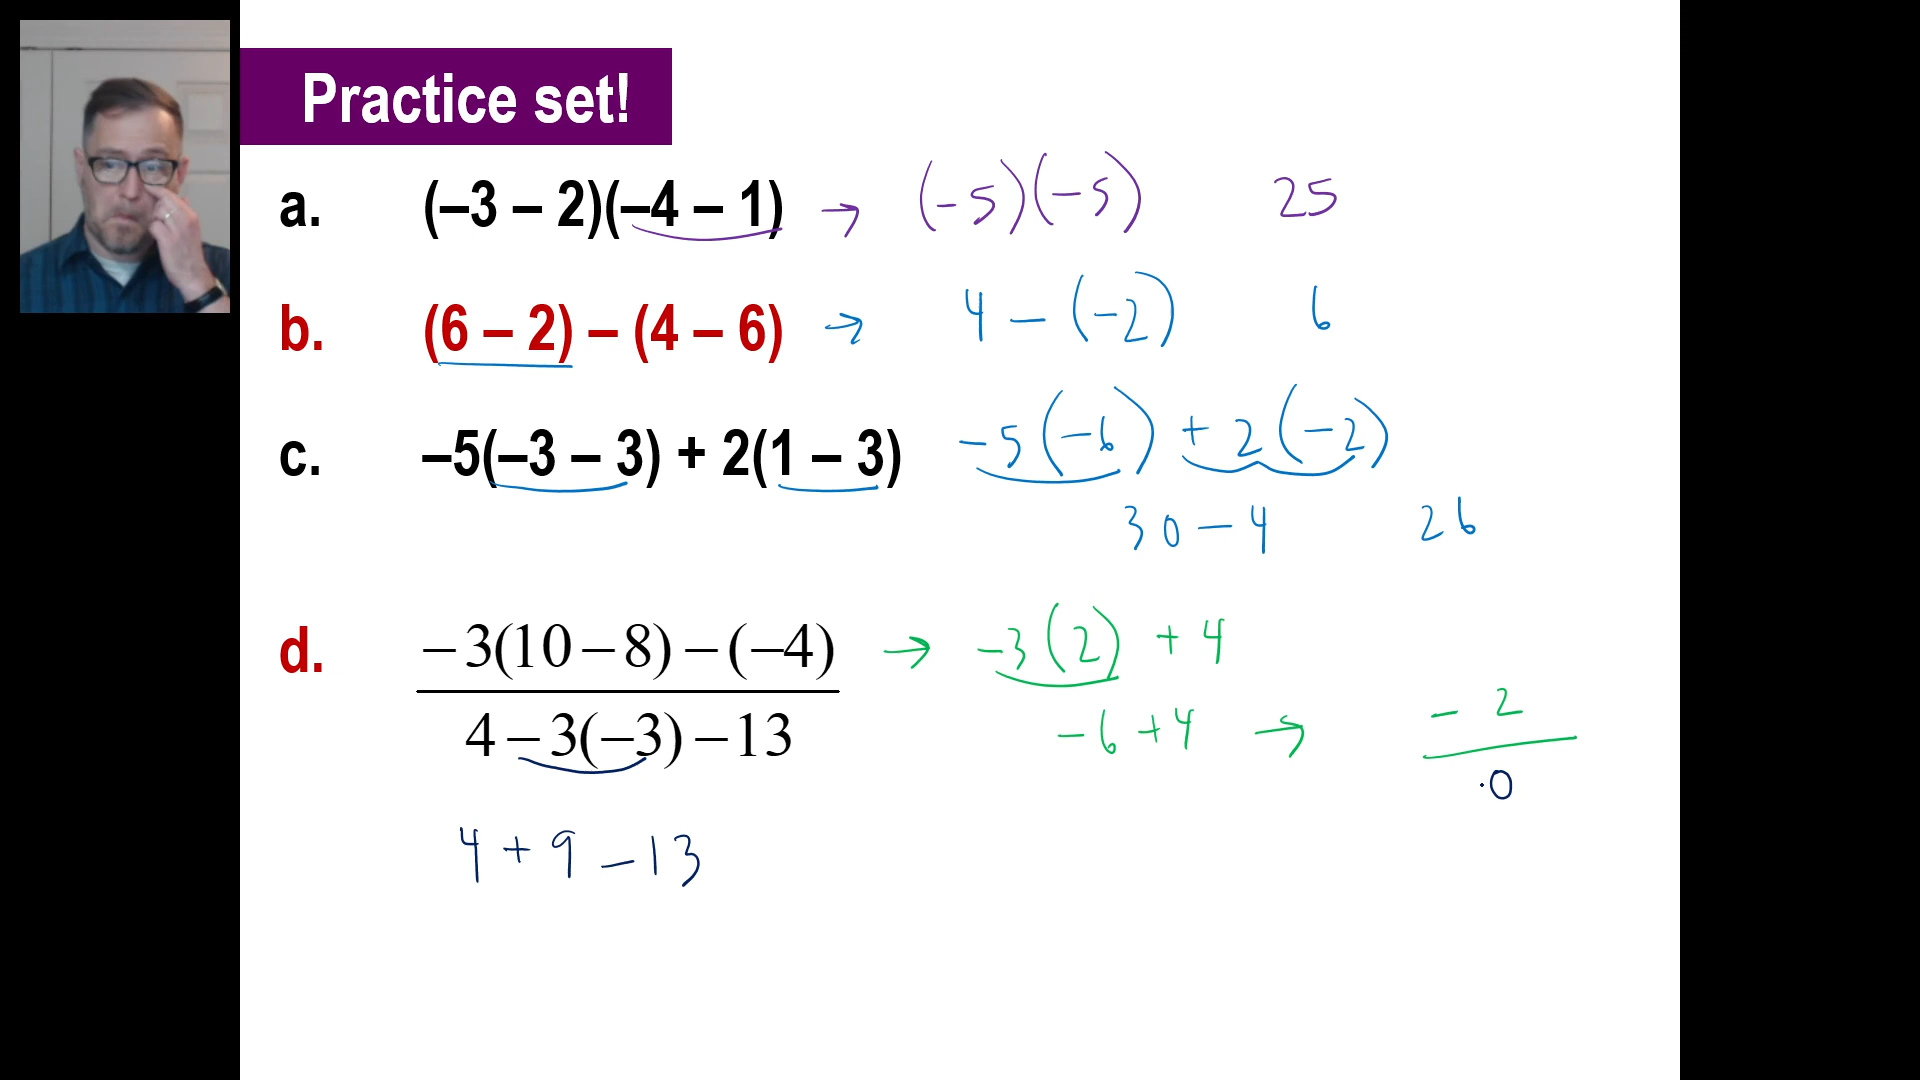 Practice set!
a. (–3 – 2)(–4 – 1) → (-5)(-5) 25
b. (6 – 2) – (4 – 6) → 4 - (-2) 6
c. –5(–3 – 3) + 2(1 – 3) -5(-6) + 2(-2)
30 - 4 26
d. −3(10 − 8) − (−4) → -3(2) + 4
4 − 3(−3) − 13 -6 + 4 → - 2
0
4 + 9 - 13